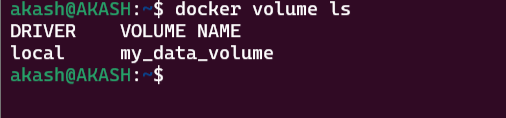 akash@AKASH:~$ docker volume ls
DRIVER    VOLUME NAME
local     my_data_volume
akash@AKASH:~$